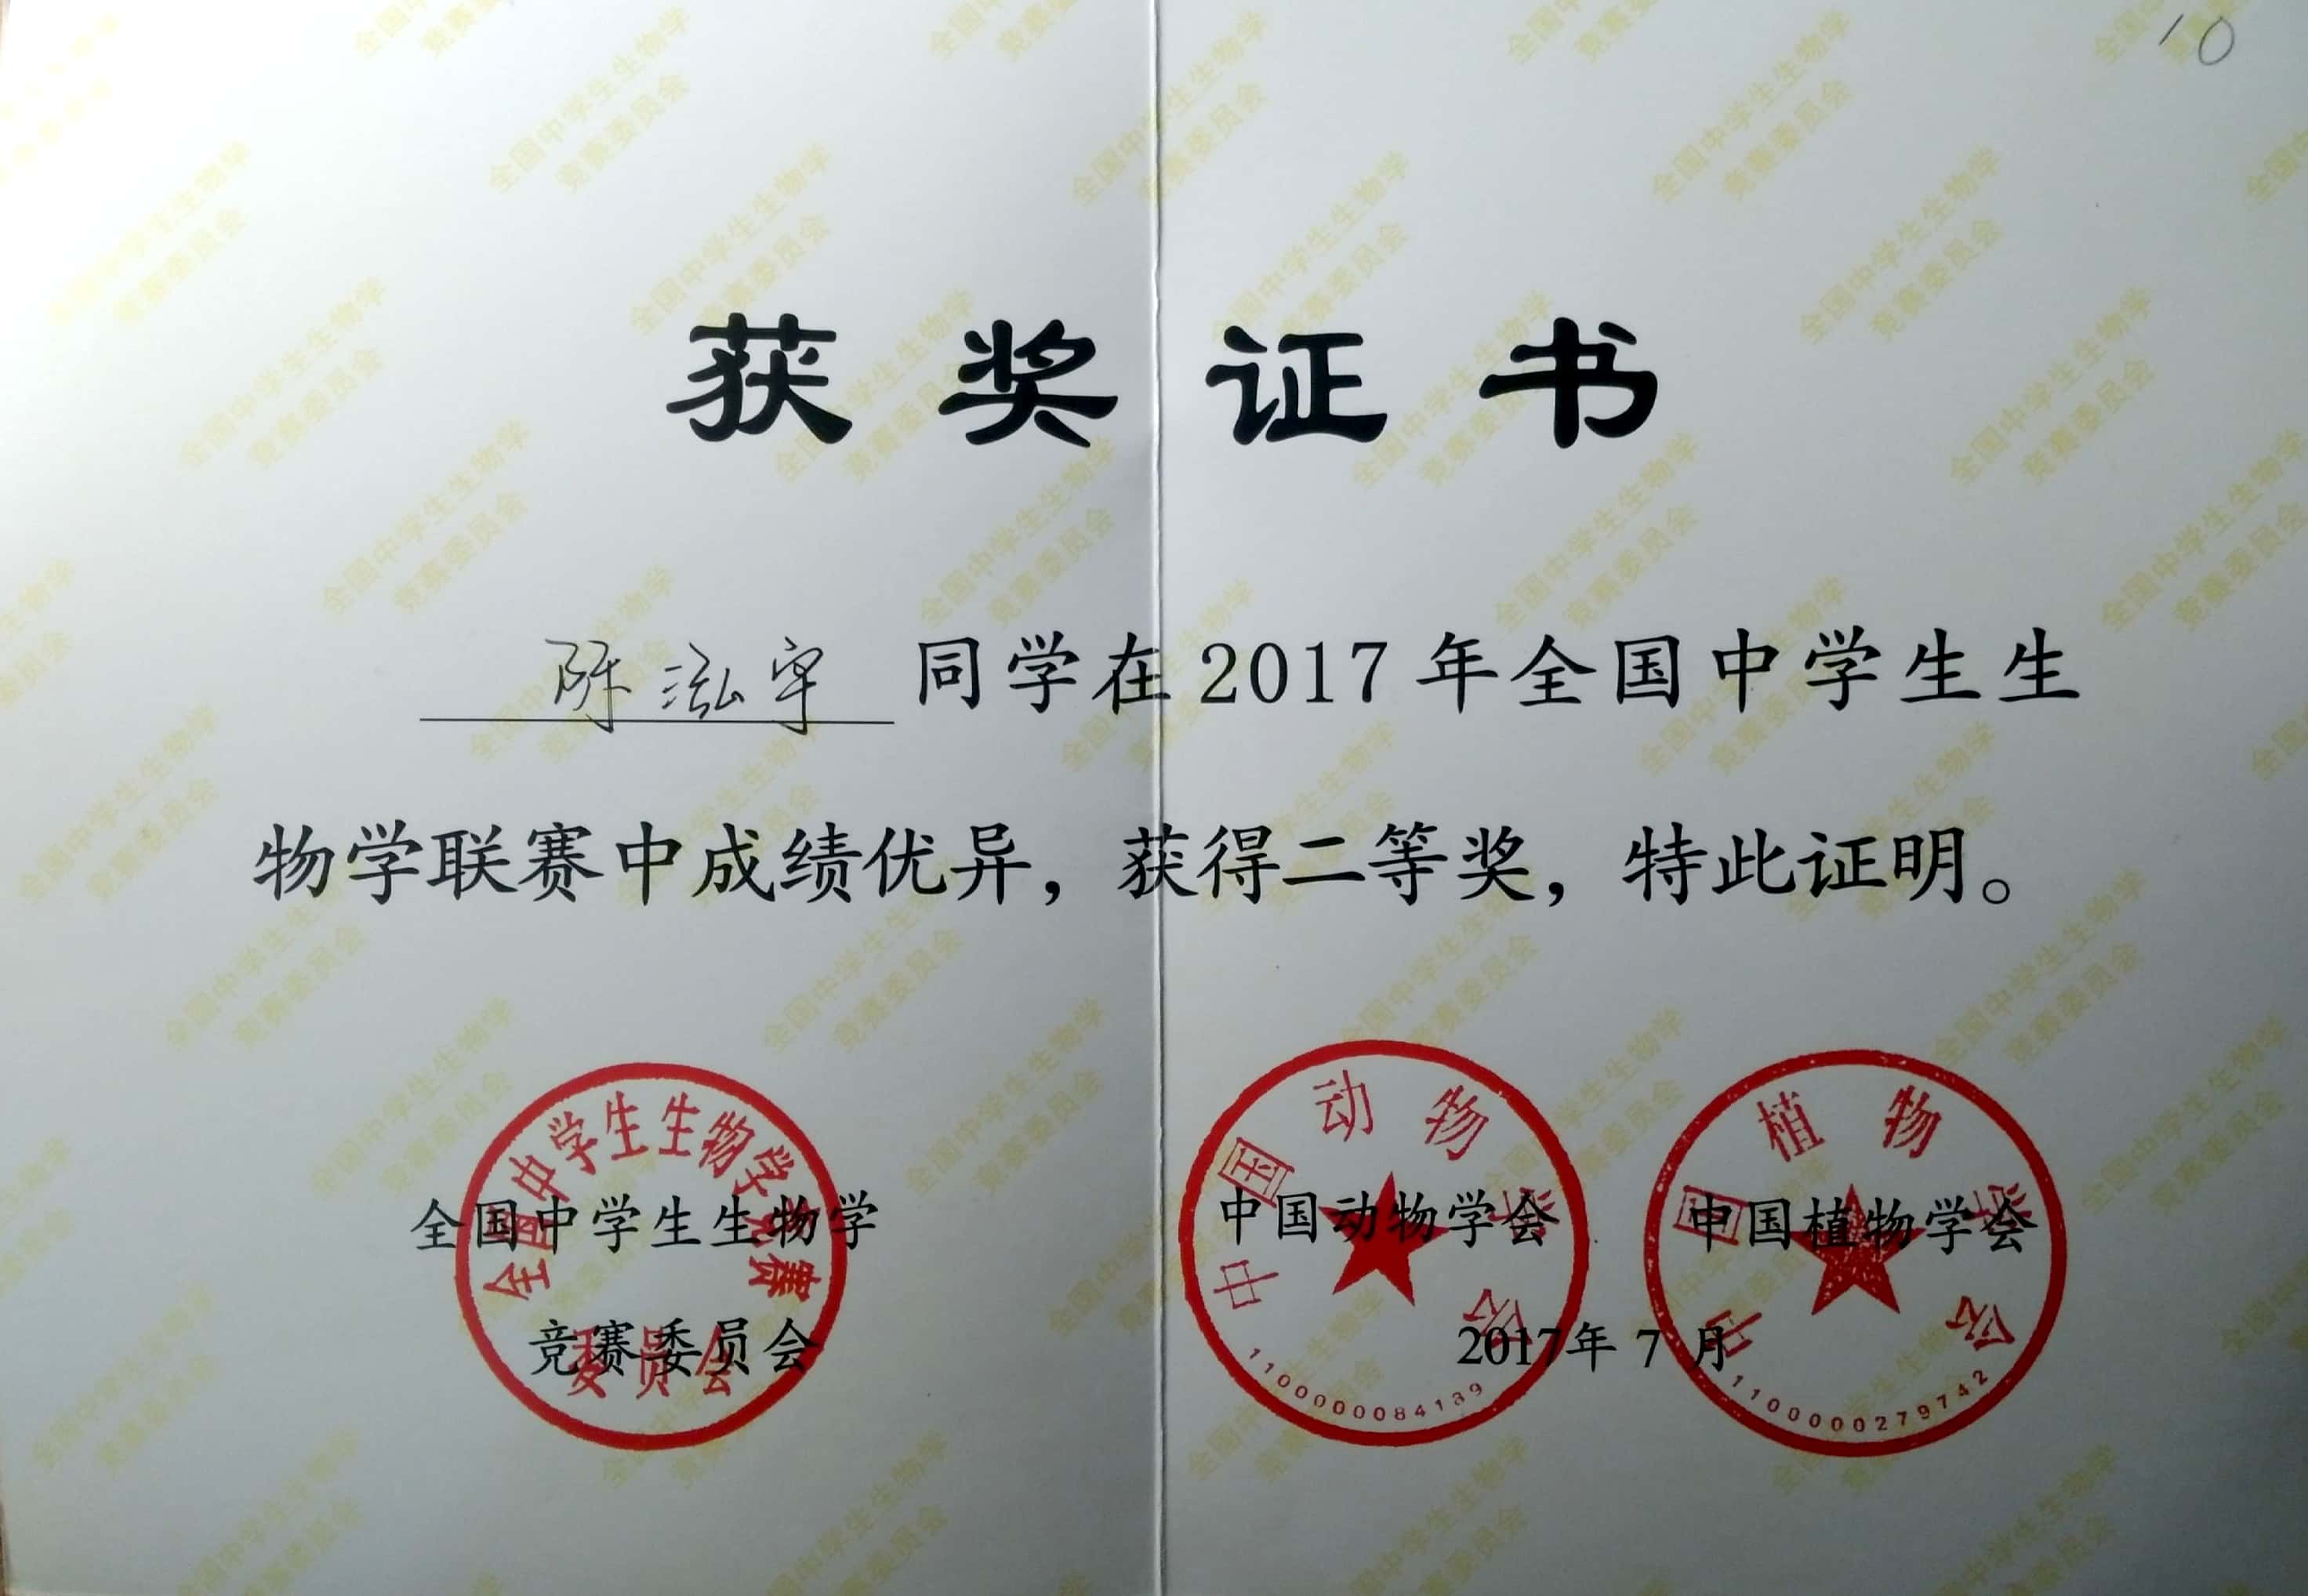 10
获奖证书
陈泓宇 同学在2017年全国中学生生
物学联赛中成绩优异，获得二等奖，特此证明。
全国中学生生物学
竞赛委员会
中国动物学会
中国植物学会
2017年 7 月
全国中学生生物学竞赛
委员会
中国动物学会
1100000084139
中国植物学会
1100000279742
全国中学生生物学
竞赛委员会